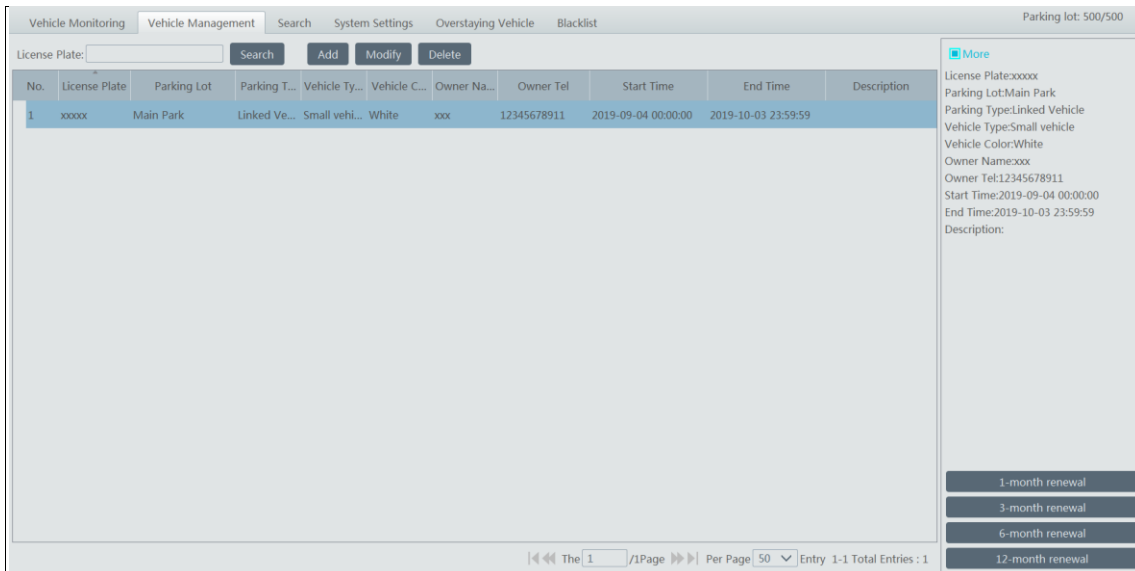 Vehicle Monitoring Vehicle Management Search System Settings Overstaying Vehicle Blacklist Parking lot: 500/500
License Plate: Search Add Modify Delete
No. License Plate Parking Lot Parking T... Vehicle Ty... Vehicle C... Owner Na... Owner Tel Start Time End Time Description
1 xxxxx Main Park Linked Ve... Small vehi... White xxx 12345678911 2019-09-04 00:00:00 2019-10-03 23:59:59
More
License Plate:xxxxx
Parking Lot:Main Park
Parking Type:Linked Vehicle
Vehicle Type:Small vehicle
Vehicle Color:White
Owner Name:xxx
Owner Tel:12345678911
Start Time:2019-09-04 00:00:00
End Time:2019-10-03 23:59:59
Description:
1-month renewal
3-month renewal
6-month renewal
12-month renewal
The 1 /1Page Per Page 50 Entry 1-1 Total Entries : 1